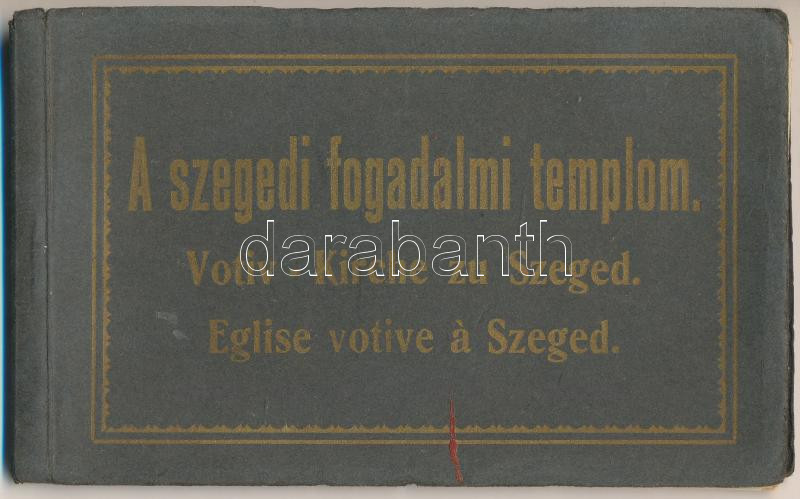 A szegedi fogadalmi templom.
Votiv-Kirche zu Szeged.
darabanth
Eglise votive à Szeged.